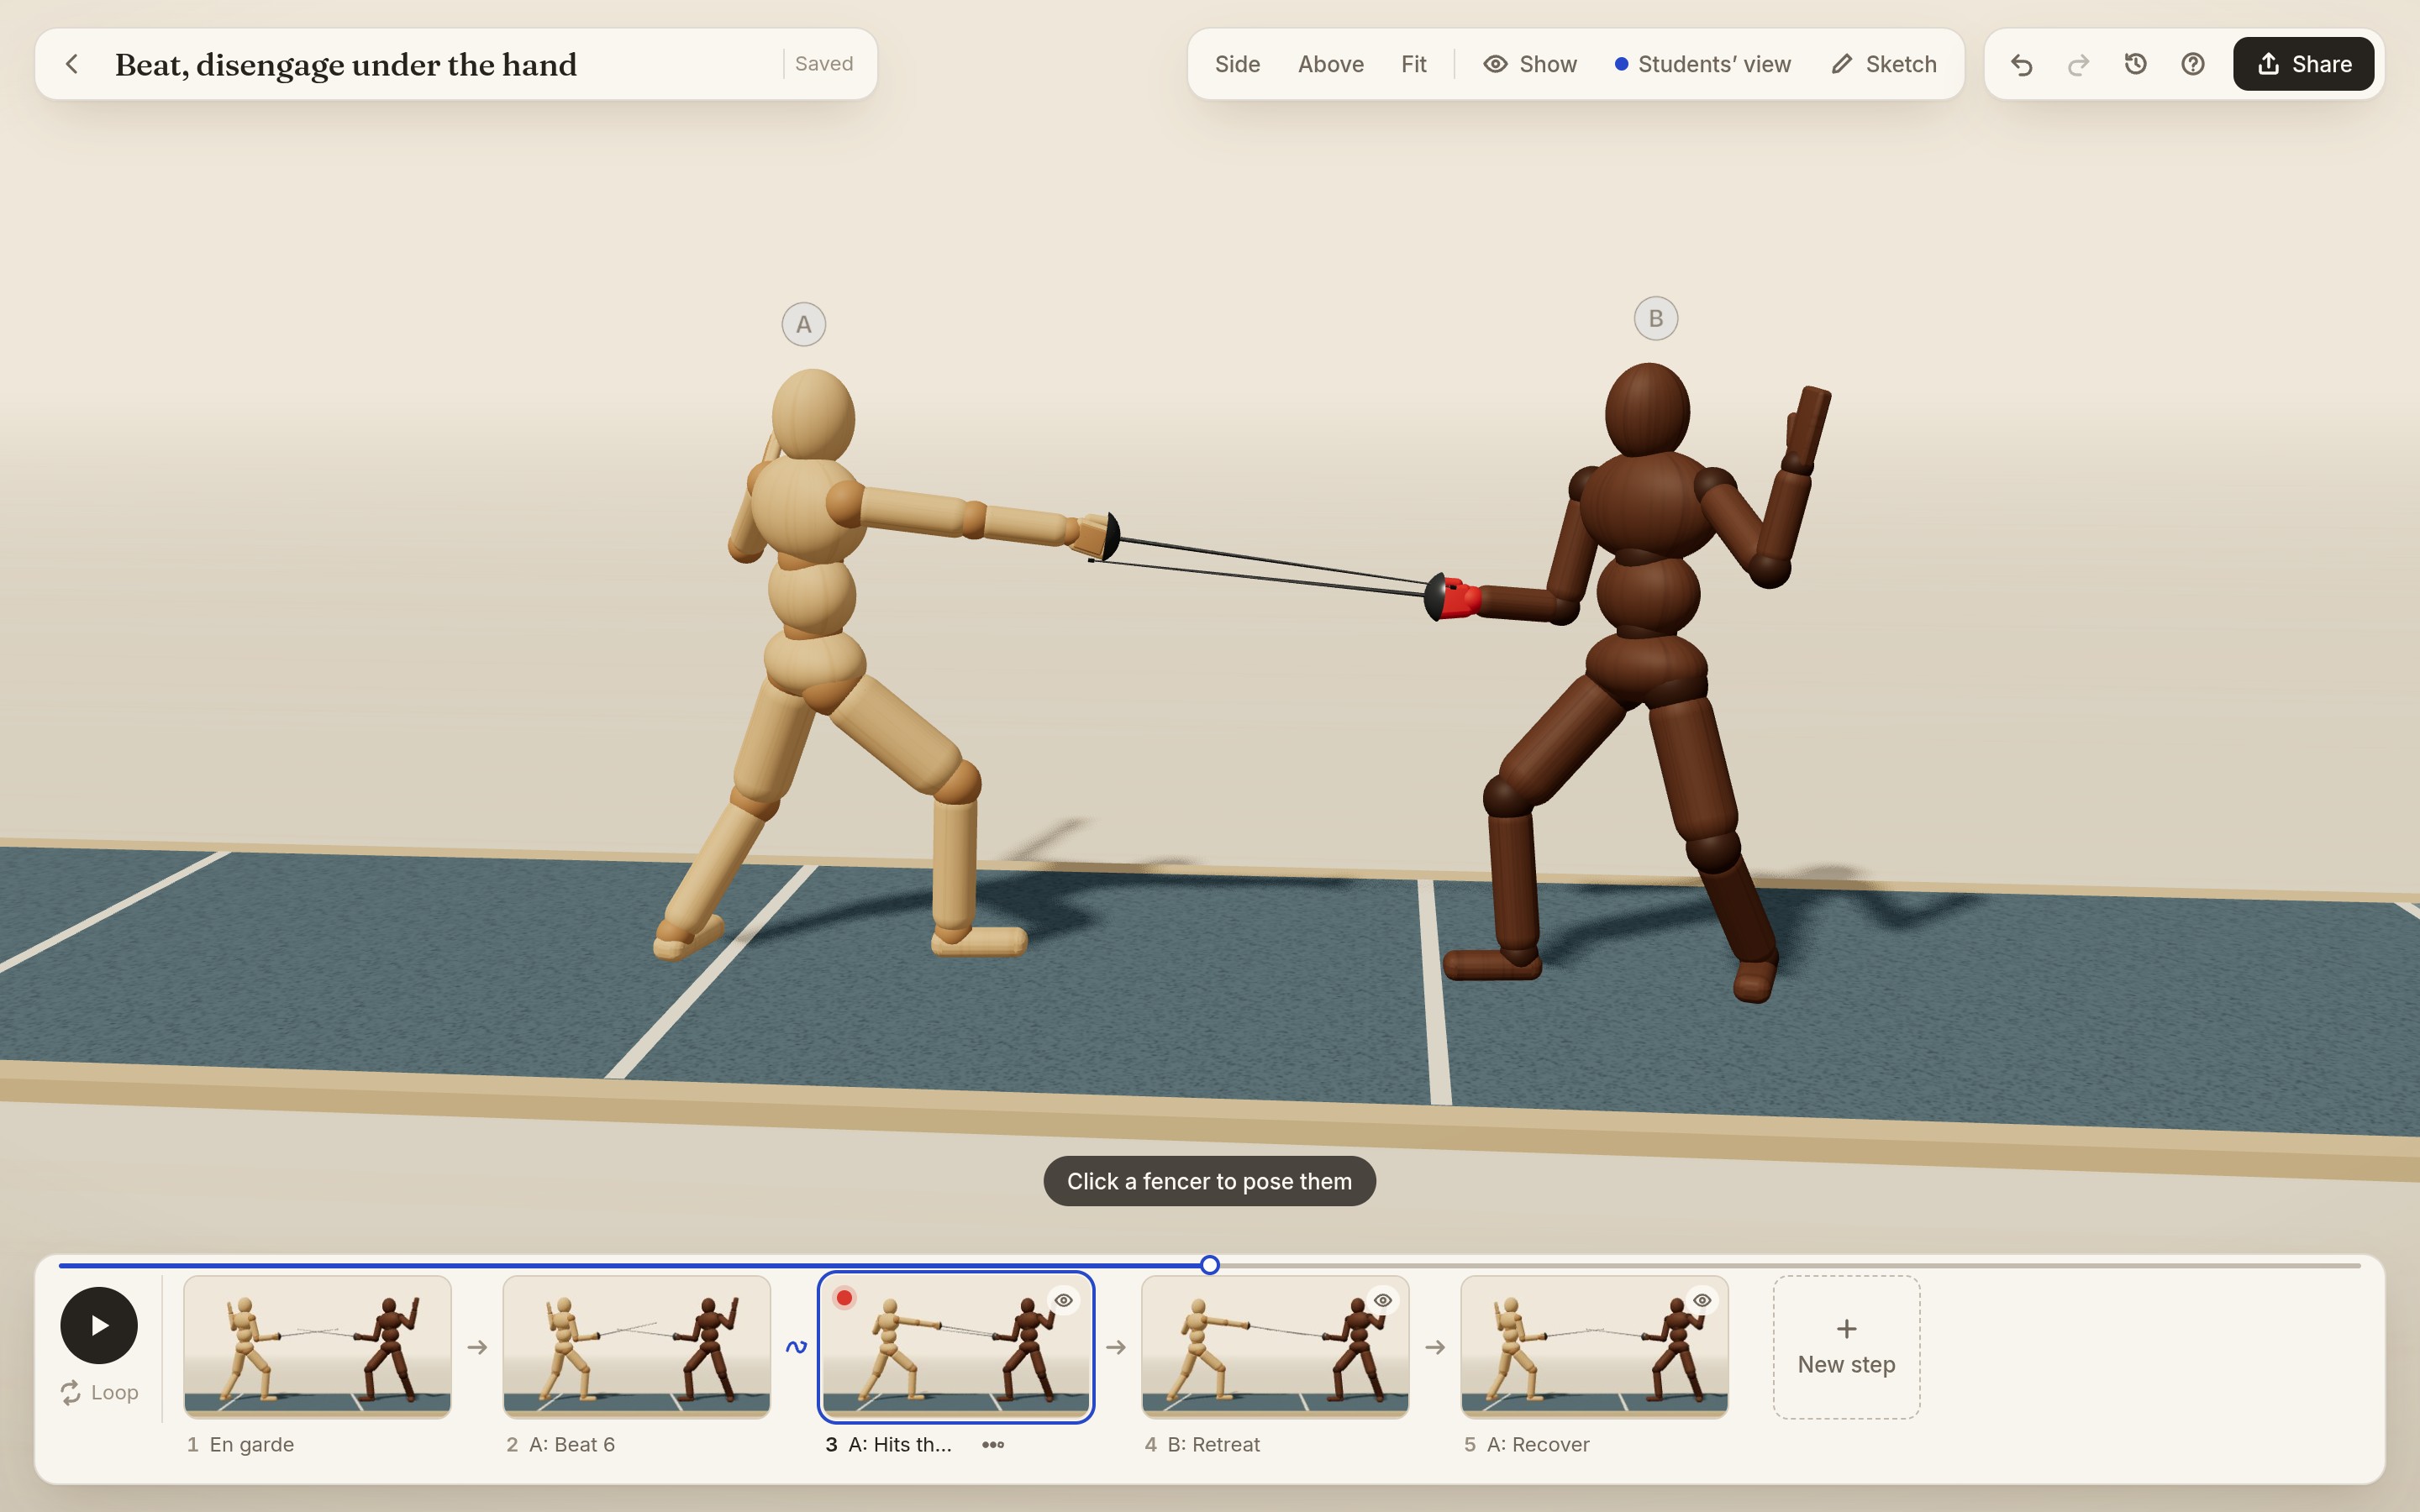 Beat, disengage under the hand
Saved
Side
Above
Fit
Show
Students’ view
Sketch
Share
A
B
Click a fencer to pose them
Loop
1 En garde
2 A: Beat 6
3 A: Hits th...
4 B: Retreat
5 A: Recover
New step